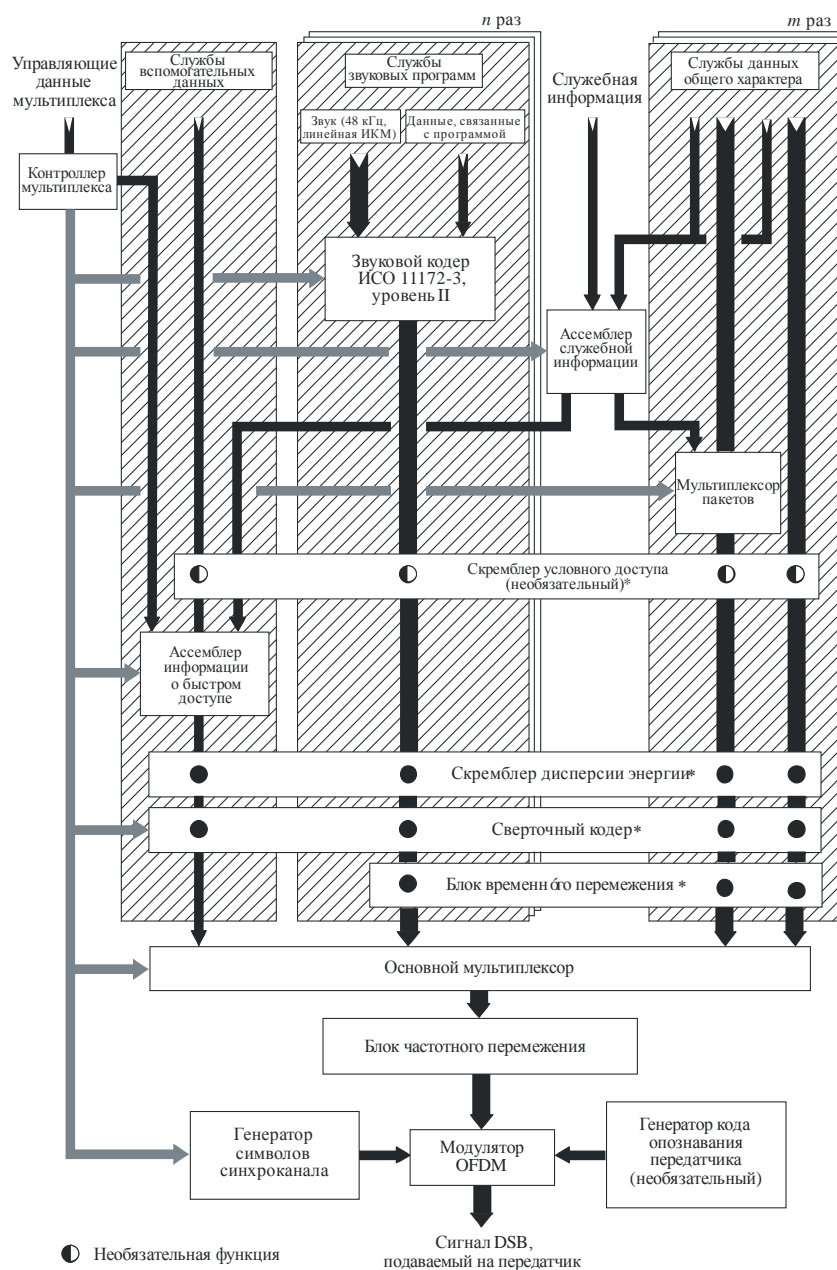 n раз
m раз
Управляющие
данные
мультиплекса
Службы
вспомогательных
данных
Службы
звуковых программ
Служебная
информация
Службы данных
общего характера
Звук (48 кГц,
линейная ИКМ)
Данные, связанные
с программой
Контроллер
мультиплекса
Звуковой кодер
ИСО 11172-3,
уровень II
Ассемблер
служебной
информации
Мультиплексор
пакетов
Скремблер условного доступа
(необязательный)*
Ассемблер
информации
о быстром
доступе
Скремблер дисперсии энергии*
Сверточный кодер*
Блок временно́го перемежения *
Основной мультиплексор
Блок частотного перемежения
Генератор
символов
синхроканала
Модулятор
OFDM
Генератор кода
опознавания
передатчика
(необязательный)
Сигнал DSB,
подаваемый на передатчик
Необязательная функция